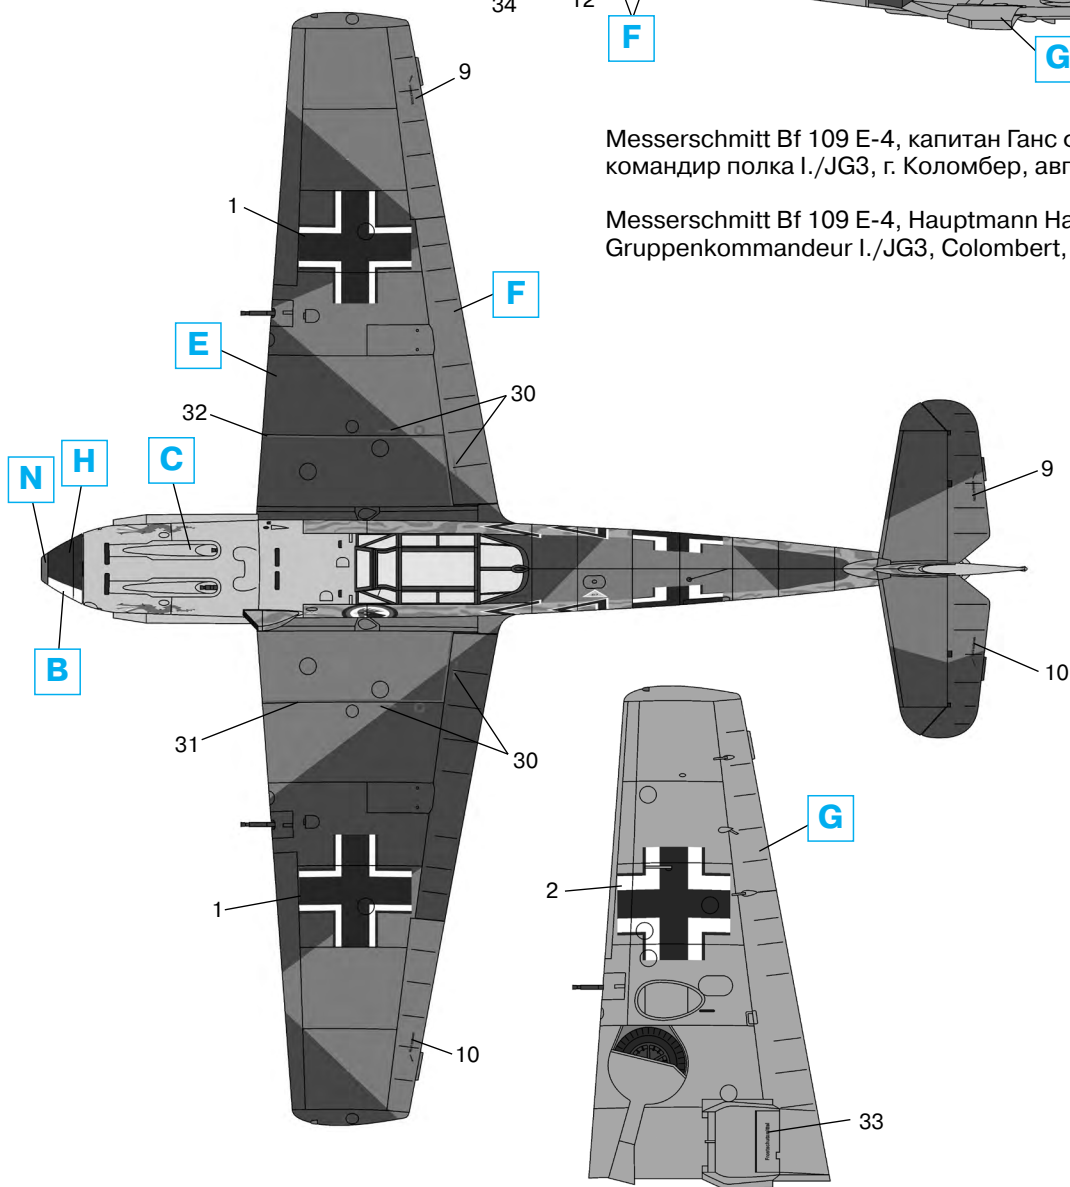 34 12
F
G
9
Messerschmitt Bf 109 E-4, капитан Ганс ф
командир полка I./JG3, г. Коломбер, авг
1
Messerschmitt Bf 109 E-4, Hauptmann Ha
Gruppenkommandeur I./JG3, Colombert,
F
E
30
32
N H C
9
B
10
31
30
G
2
1
10
33